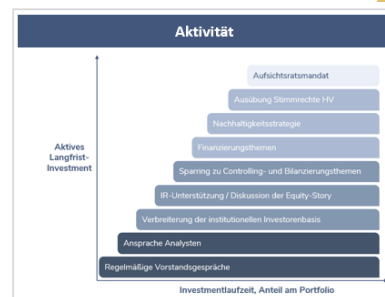 Aktivität
Aufsichtsratsmandat
Ausübung Stimmrechte HV
Nachhaltigkeitsstrategie
Aktives
Langfrist-
Investment
Finanzierungsthemen
Sparring zu Controlling- und Bilanzierungsthemen
IR-Unterstützung / Diskussion der Equity-Story
Verbreiterung der institutionellen Investorenbasis
Ansprache Analysten
Regelmäßige Vorstandsgespräche
Investmentlaufzeit, Anteil am Portfolio